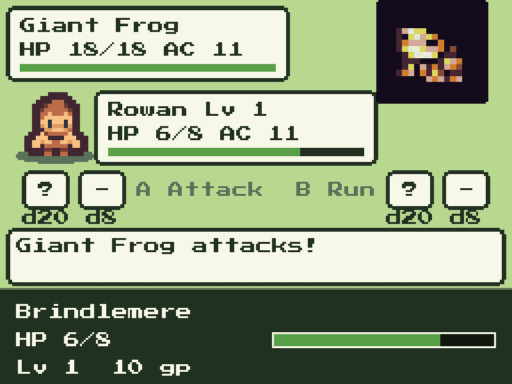 Giant Frog
HP 18/18 AC 11
Rowan Lv 1
HP 6/8 AC 11
? - A Attack B Run ? -
d20 d8 d20 d8
Giant Frog attacks!
Brindlemere
HP 6/8
Lv 1 10 gp